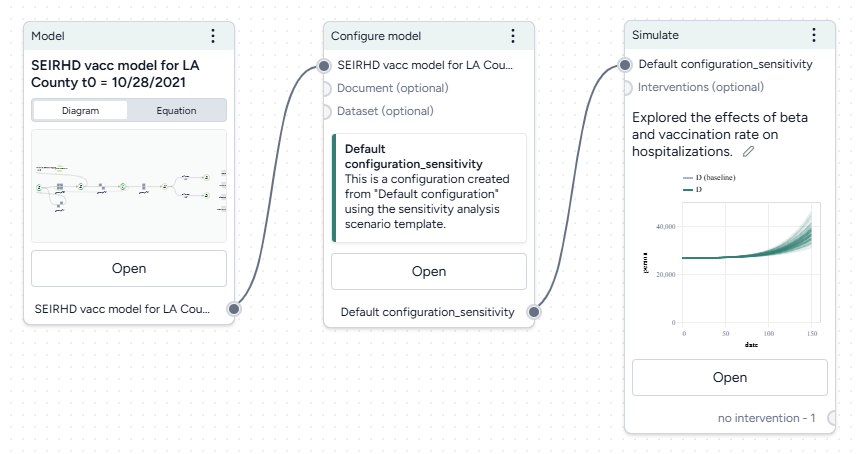 Model
SEIRHD vacc model for LA
County t0 = 10/28/2021
Diagram
Equation
Open
SEIRHD vacc model for LA Cou...
Configure model
SEIRHD vacc model for LA Cou...
Document (optional)
Dataset (optional)
Default
configuration_sensitivity
This is a configuration created
from "Default configuration"
using the sensitivity analysis
scenario template.
Open
Default configuration_sensitivity
Simulate
Default configuration_sensitivity
Interventions (optional)
Explored the effects of beta
and vaccination rate on
hospitalizations.
D (baseline)
D
40,000
20,000
0
0
50
100
150
date
Open
no intervention - 1